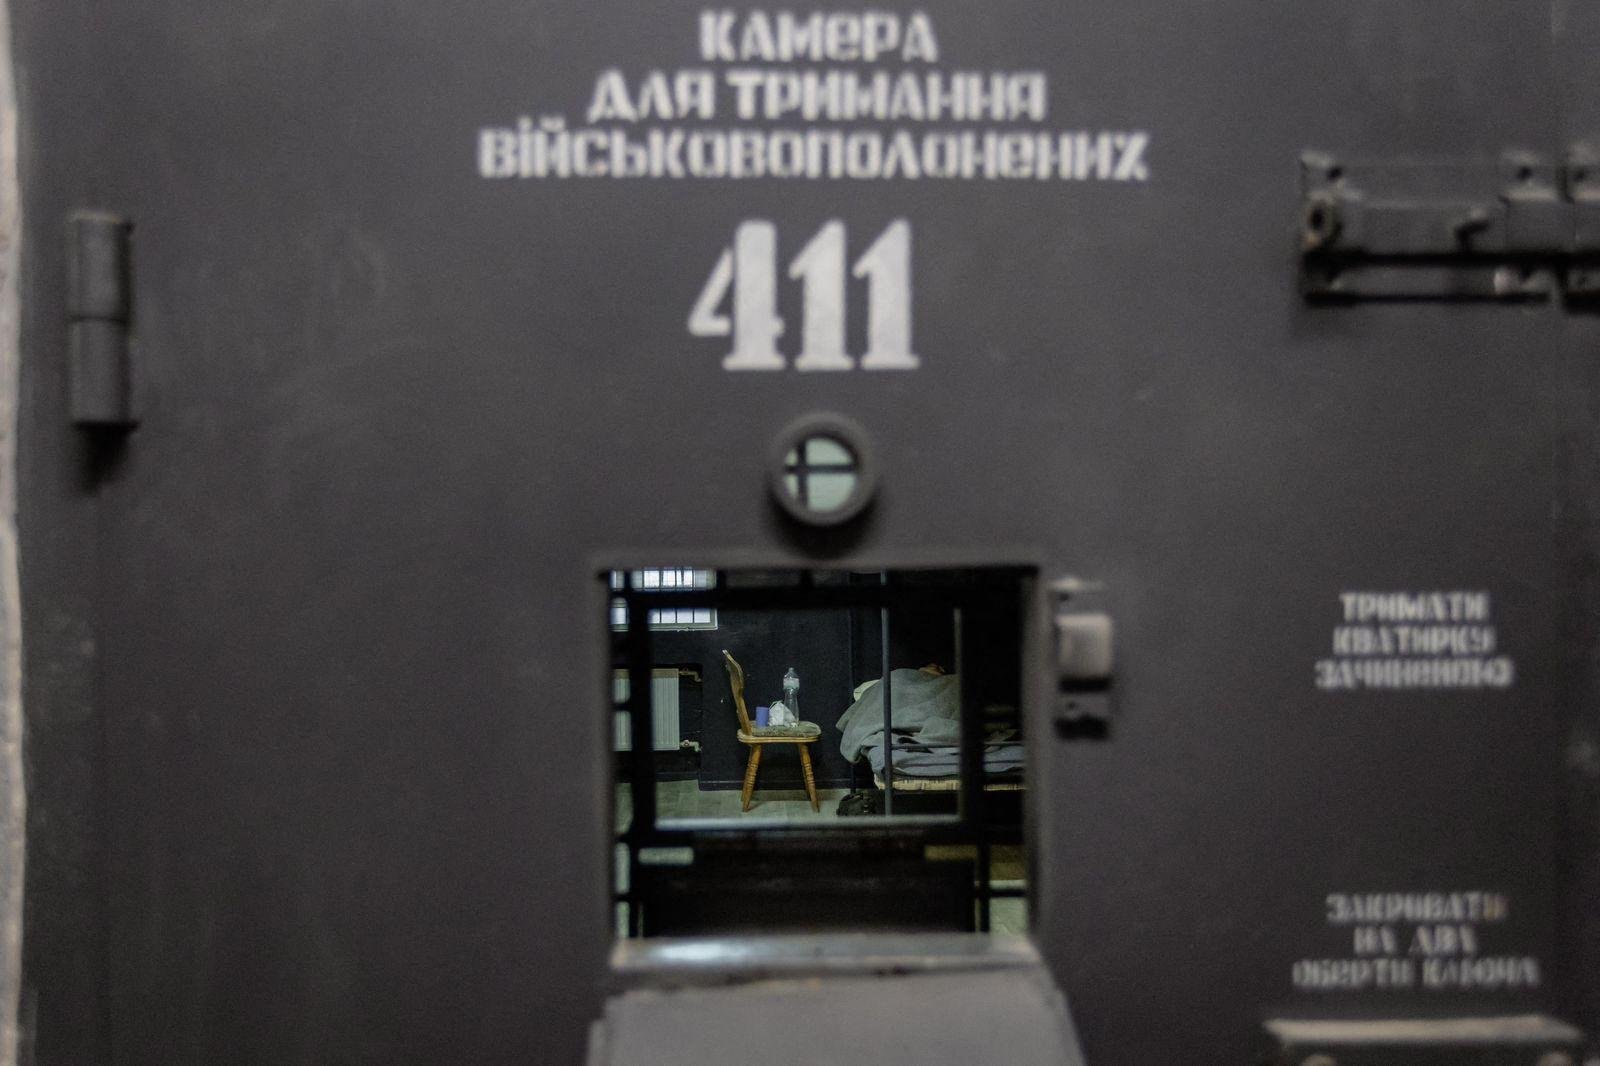 КАМЕРА
ДЛЯ ТРИМАННЯ
ВІЙСЬКОВОПОЛОНЕНИХ
411
ТРИМАТИ
КВАТИРКУ
ЗАЧИНЕНОЮ
ЗАКРИВАТИ
НА ДВА
ОБЕРТИ КЛЮЧА